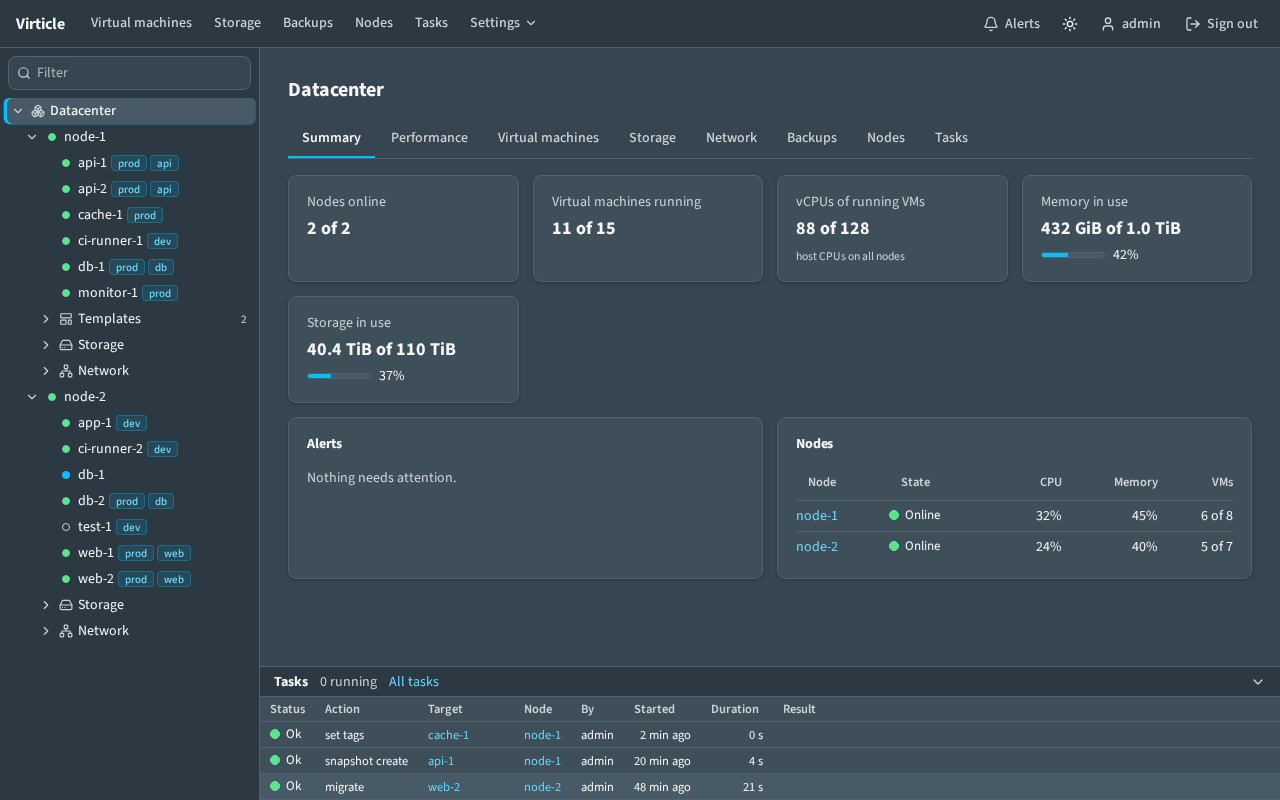 Virticle Virtual machines Storage Backups Nodes Tasks Settings Alerts admin Sign out
Filter
Datacenter
node-1
api-1 prod api
api-2 prod api
cache-1 prod
ci-runner-1 dev
db-1 prod db
monitor-1 prod
Templates 2
Storage
Network
node-2
app-1 dev
ci-runner-2 dev
db-1
db-2 prod db
test-1 dev
web-1 prod web
web-2 prod web
Storage
Network
Datacenter
Summary Performance Virtual machines Storage Network Backups Nodes Tasks
Nodes online
2 of 2
Virtual machines running
11 of 15
vCPUs of running VMs
88 of 128
host CPUs on all nodes
Memory in use
432 GiB of 1.0 TiB
42%
Storage in use
40.4 TiB of 110 TiB
37%
Alerts
Nothing needs attention.
Nodes
Node State CPU Memory VMs
node-1 Online 32% 45% 6 of 8
node-2 Online 24% 40% 5 of 7
Tasks 0 running All tasks
Status Action Target Node By Started Duration Result
Ok set tags cache-1 node-1 admin 2 min ago 0 s
Ok snapshot create api-1 node-1 admin 20 min ago 4 s
Ok migrate web-2 node-2 admin 48 min ago 21 s